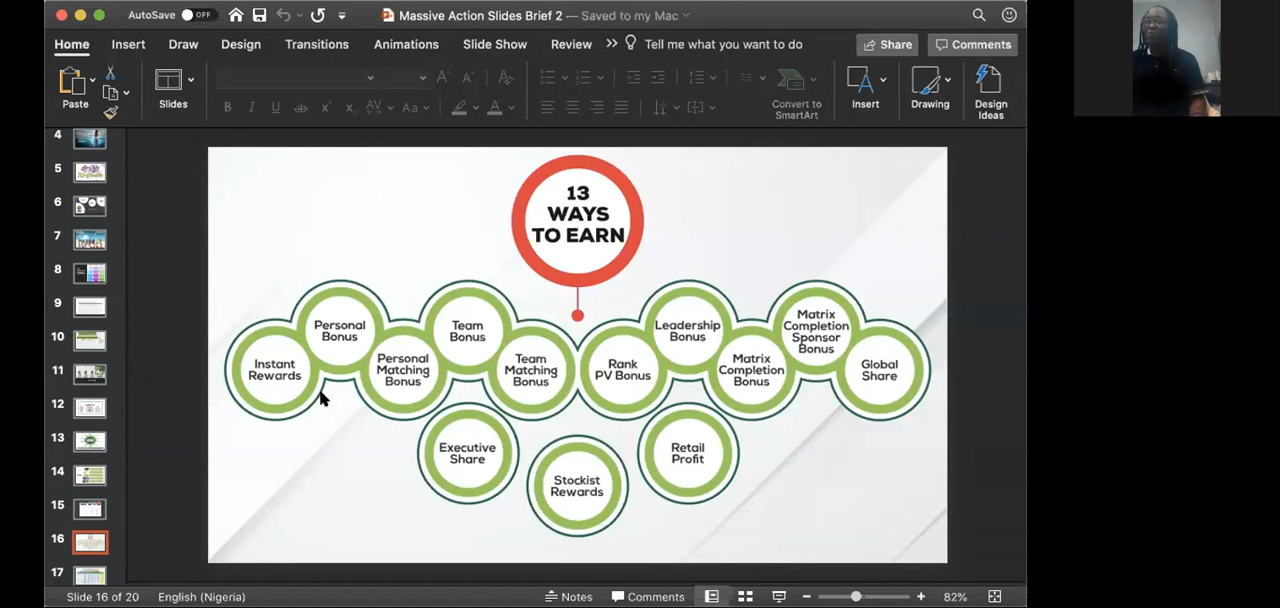 AutoSave OFF
Massive Action Slides Brief 2 — Saved to my Mac
Home Insert Draw Design Transitions Animations Slide Show Review >> Tell me what you want to do Share Comments
Paste
Slides
B I U ab x² x₂ AV Aa A
Convert to
SmartArt
Insert
Drawing
Design
Ideas
4
5
6
7
8
9
10
11
12
13
14
15
16
17
13
WAYS
TO EARN
Instant
Rewards
Personal
Bonus
Personal
Matching
Bonus
Team
Bonus
Team
Matching
Bonus
Rank
PV Bonus
Leadership
Bonus
Matrix
Completion
Bonus
Matrix
Completion
Sponsor
Bonus
Global
Share
Executive
Share
Stockist
Rewards
Retail
Profit
Slide 16 of 20 English (Nigeria) Notes Comments 82%